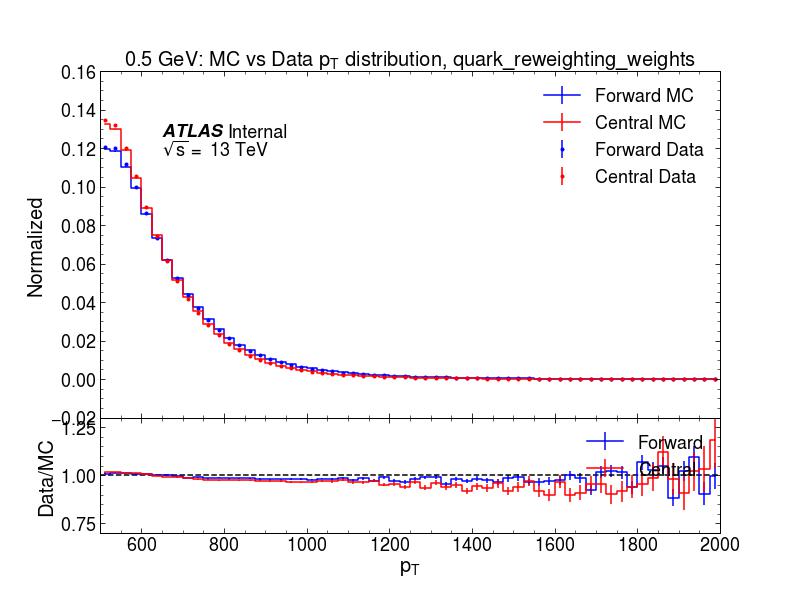 0.5 GeV: MC vs Data pT distribution, quark_reweighting_weights
0.16
0.14
0.12
0.10
0.08
0.06
0.04
0.02
0.00
−0.02
Normalized
ATLAS Internal
√s = 13 TeV
Forward MC
Central MC
Forward Data
Central Data
1.25
1.00
0.75
Data/MC
Forward
Central
600 800 1000 1200 1400 1600 1800 2000
pT